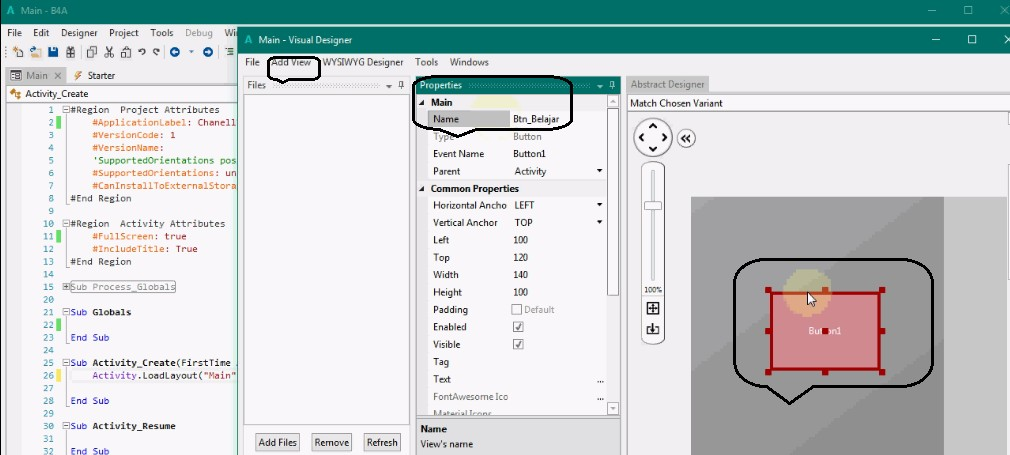 Main - B4A
File Edit Designer Project Tools Debug Win
Main Starter
Activity_Create
1 #Region Project Attributes
2 #ApplicationLabel: Chanell
3 #VersionCode: 1
4 #VersionName:
5 'SupportedOrientations pos
6 #SupportedOrientations: un
7 #CanInstallToExternalStora
8 #End Region
9
10 #Region Activity Attributes
11 #FullScreen: true
12 #IncludeTitle: True
13 #End Region
14
15 Sub Process_Globals
20
21 Sub Globals
22
23 End Sub
24
25 Sub Activity_Create(FirstTime
26 Activity.LoadLayout("Main"
27
28 End Sub
29
30 Sub Activity_Resume
31
32 End Sub
Main - Visual Designer
File Add View WYSIWYG Designer Tools Windows
Files
Add Files Remove Refresh
Properties
Main
Name Btn_Belajar
Type Button
Event Name Button1
Parent Activity
Common Properties
Horizontal Ancho LEFT
Vertical Anchor TOP
Left 100
Top 120
Width 140
Height 100
Padding Default
Enabled
Visible
Tag
Text ...
FontAwesome Ico ...
Material Icons
Name
View's name
Abstract Designer
Match Chosen Variant
100%
Button1